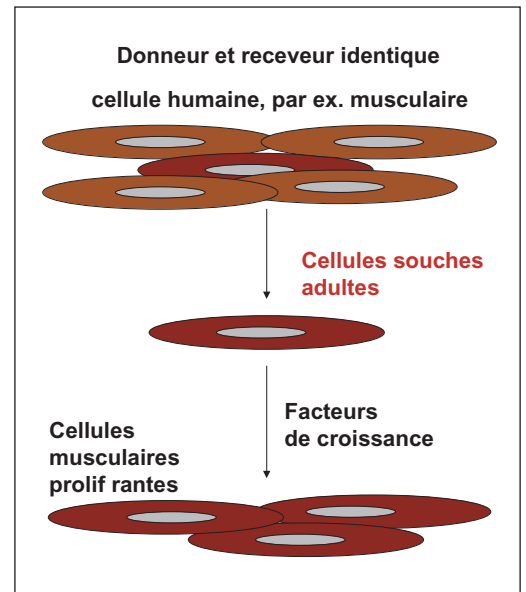 Donneur et receveur identique
cellule humaine, par ex. musculaire
Cellules souches
adultes
Facteurs
de croissance
Cellules
musculaires
prolif rantes